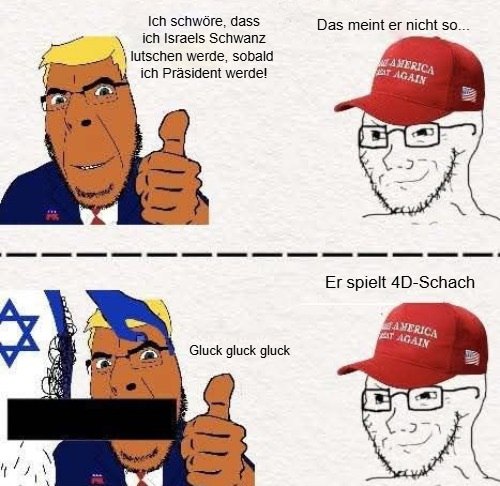 Ich schwöre, dass
ich Israels Schwanz
lutschen werde, sobald
ich Präsident werde!
Das meint er nicht so...
AMERICA
AGAIN
Er spielt 4D-Schach
Gluck gluck gluck
AMERICA
AGAIN